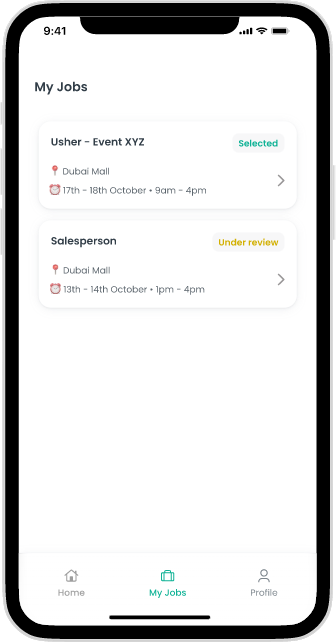 9:41
My Jobs
Usher - Event XYZ
Selected
📍 Dubai Mall
⏰ 17th - 18th October • 9am - 4pm
Salesperson
Under review
📍 Dubai Mall
⏰ 13th - 14th October • 1pm - 4pm
Home
My Jobs
Profile